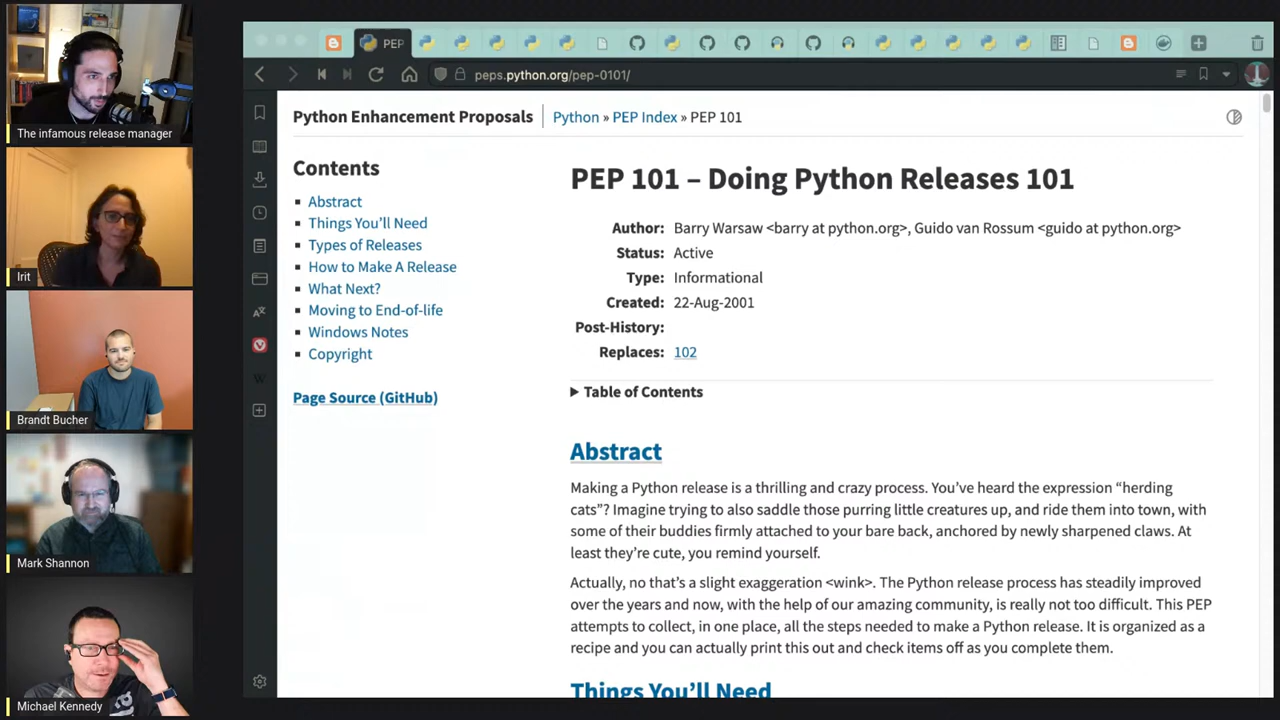 The infamous release manager
Irit
Brandt Bucher
Mark Shannon
Michael Kennedy
PEP
peps.python.org/pep-0101/
Python Enhancement Proposals
Python » PEP Index » PEP 101
Contents
Abstract
Things You’ll Need
Types of Releases
How to Make A Release
What Next?
Moving to End-of-life
Windows Notes
Copyright
Page Source (GitHub)
PEP 101 – Doing Python Releases 101
Author: Barry Warsaw <barry at python.org>, Guido van Rossum <guido at python.org>
Status: Active
Type: Informational
Created: 22-Aug-2001
Post-History:
Replaces: 102
Table of Contents
Abstract
Making a Python release is a thrilling and crazy process. You’ve heard the expression “herding
cats”? Imagine trying to also saddle those purring little creatures up, and ride them into town, with
some of their buddies firmly attached to your bare back, anchored by newly sharpened claws. At
least they’re cute, you remind yourself.
Actually, no that’s a slight exaggeration <wink>. The Python release process has steadily improved
over the years and now, with the help of our amazing community, is really not too difficult. This PEP
attempts to collect, in one place, all the steps needed to make a Python release. It is organized as a
recipe and you can actually print this out and check items off as you complete them.
Things You’ll Need